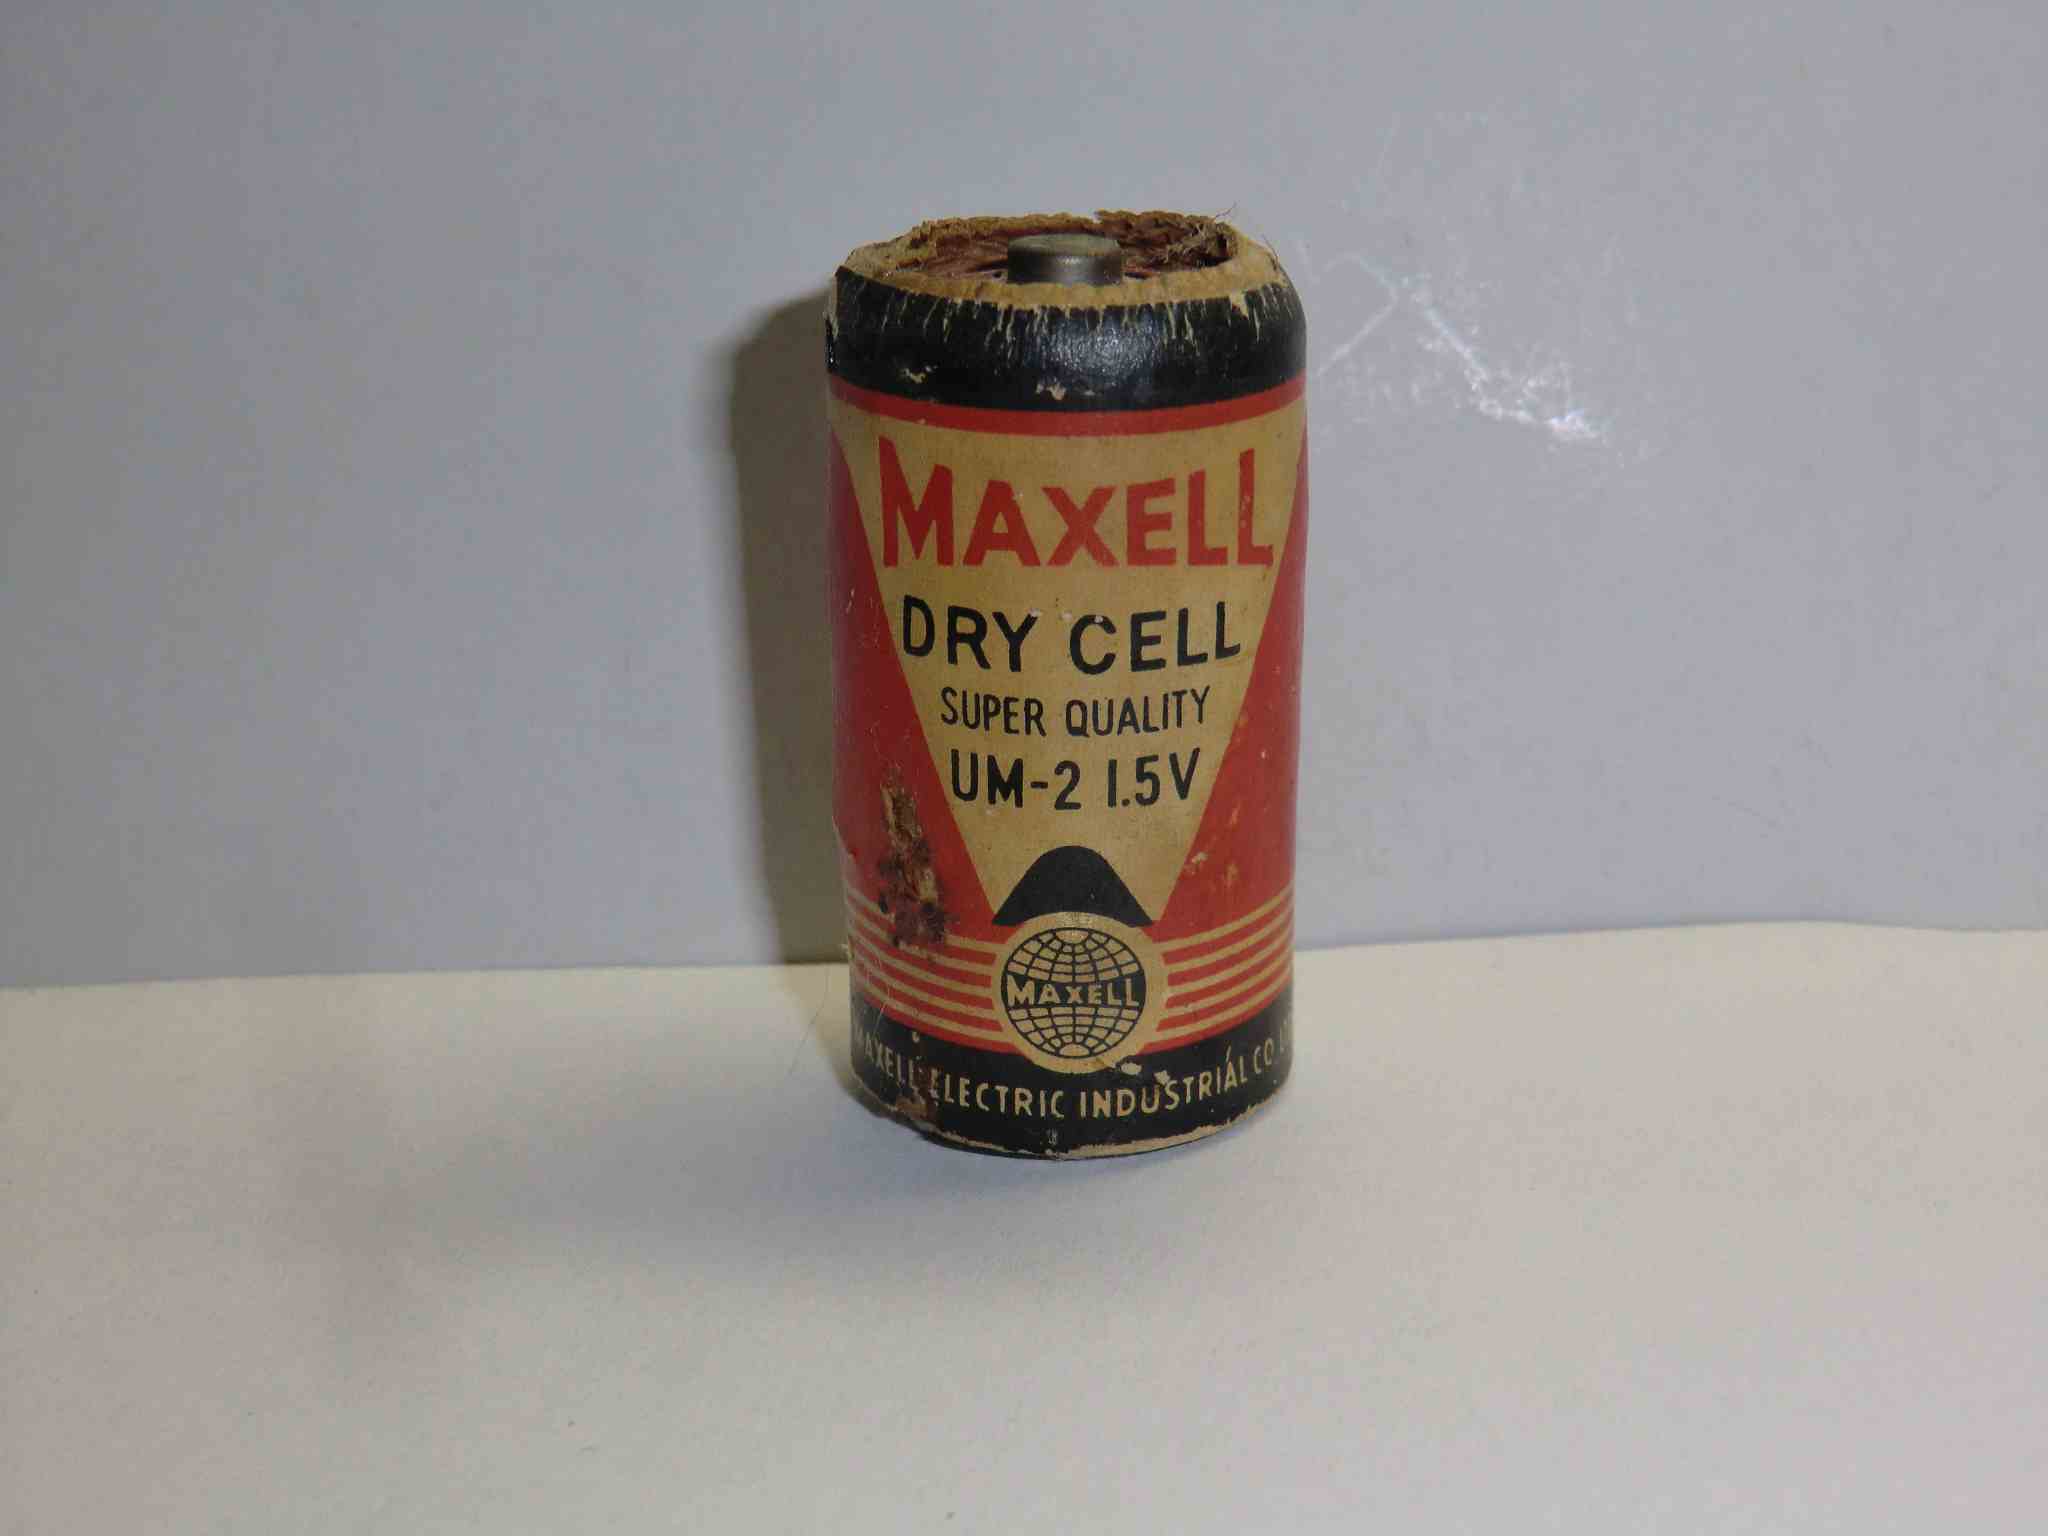 MAXELL
DRY CELL
SUPER QUALITY
UM-2 1.5V
MAXELL
MAXELL ELECTRIC INDUSTRIAL CO